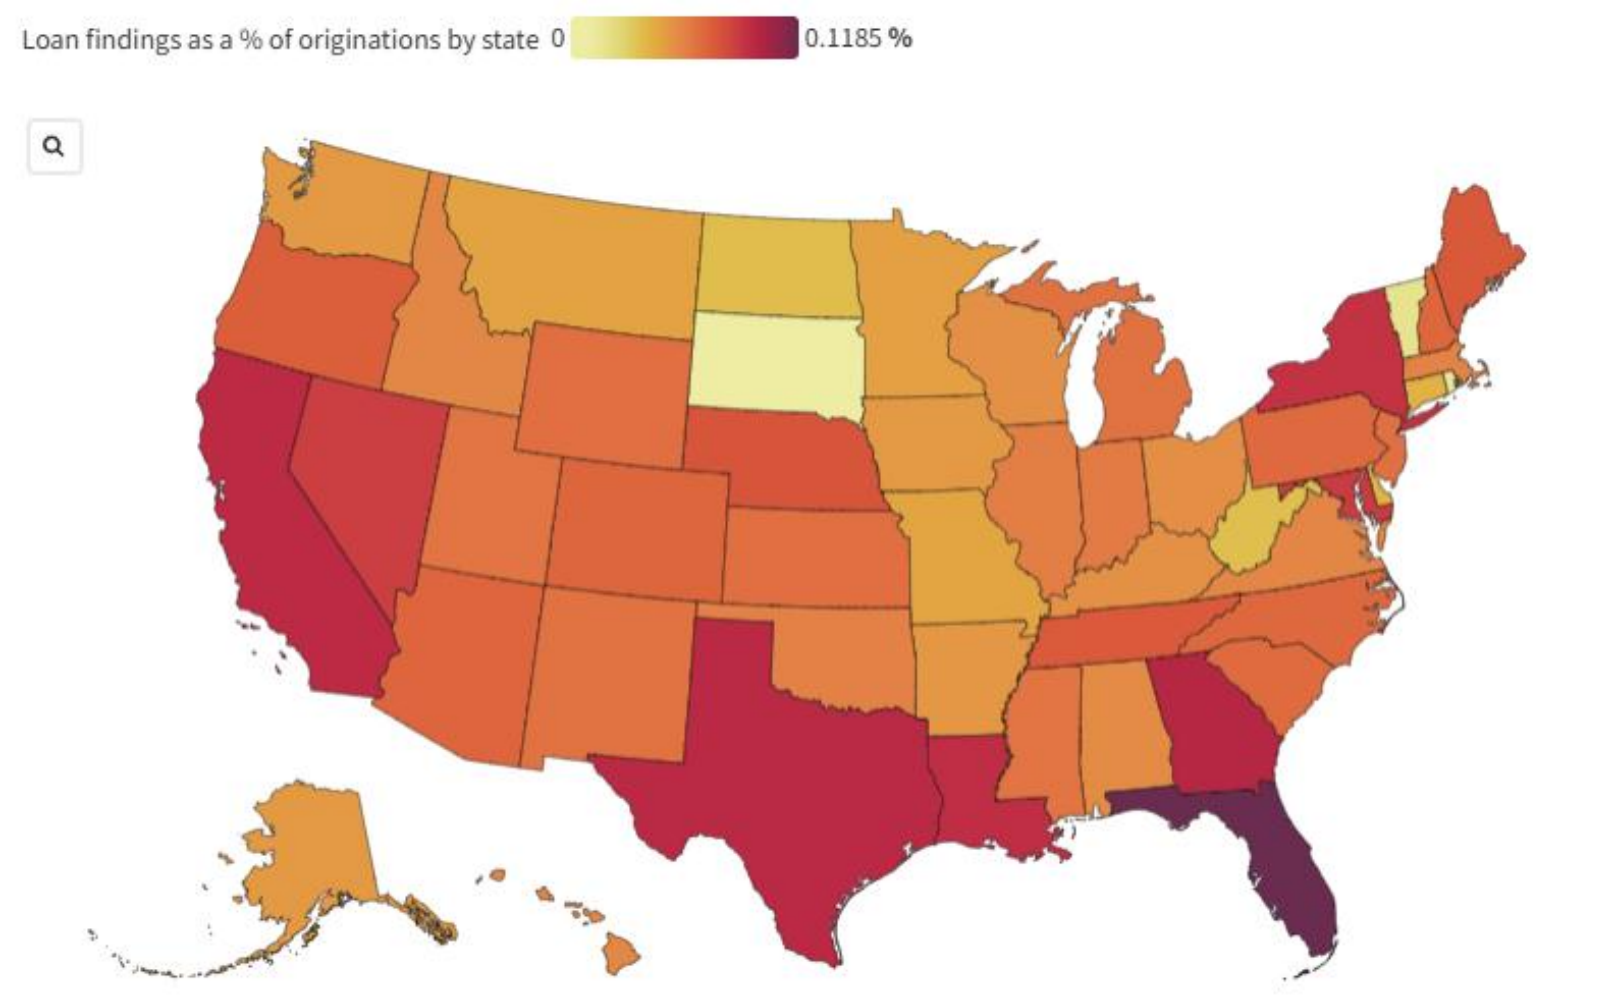 Loan findings as a % of originations by state 0 0.1185 %